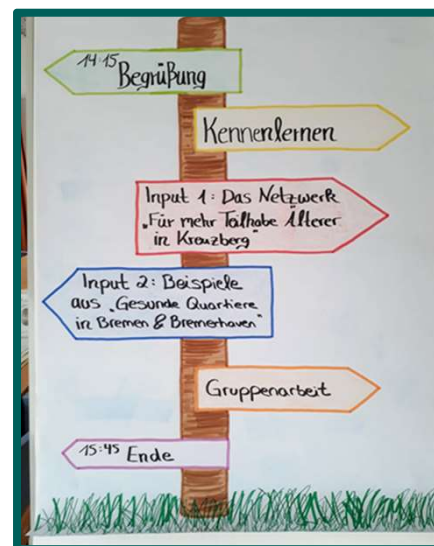 14:15 Begrüßung
Kennenlernen
Input 1: Das Netzwerk
„Für mehr Teilhabe Älterer
in Kreuzberg"
Input 2: Beispiele
aus „Gesunde Quartiere
in Bremen & Bremerhaven"
Gruppenarbeit
15:45 Ende